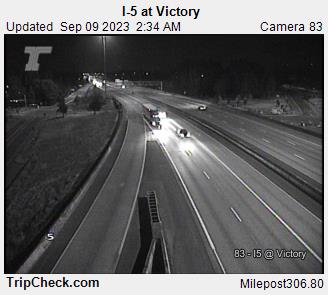 I-5 at Victory
Updated  Sep 09 2023  2:34 AM
Camera 83
T
5
83 - I5 @ Victory
TripCheck.com
Milepost306.80